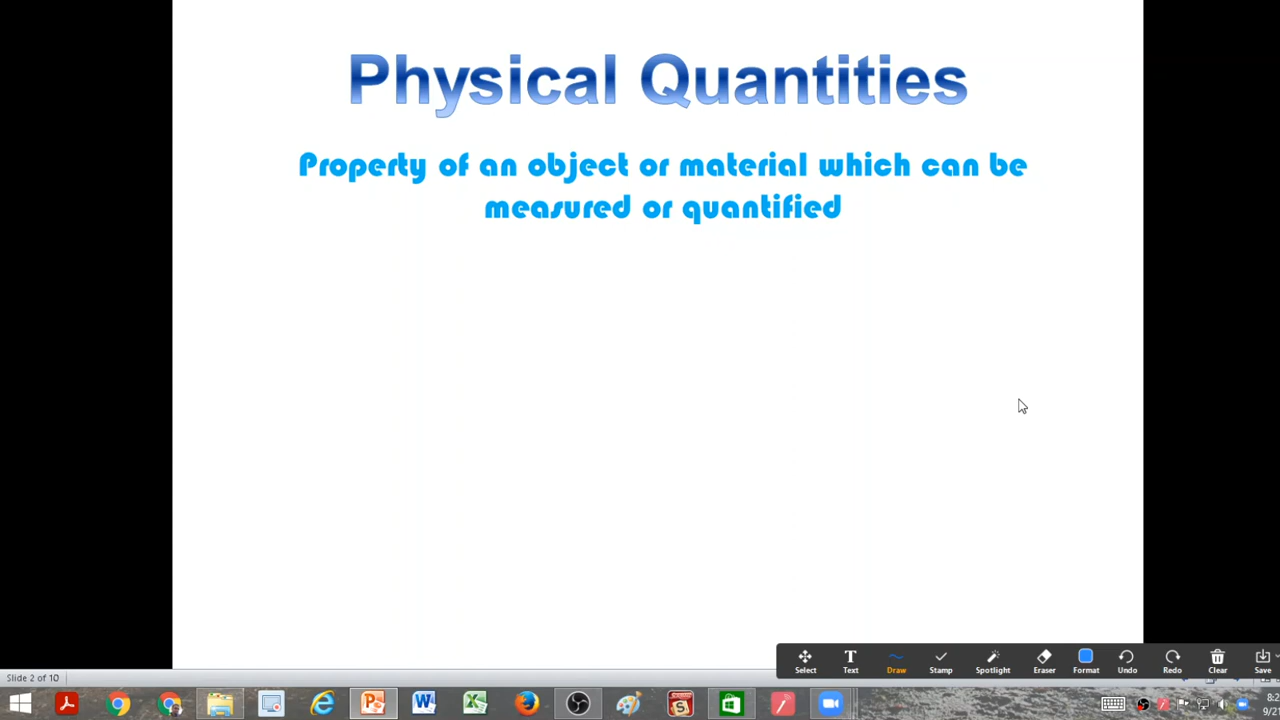 Physical Quantities
Property of an object or material which can be
measured or quantified
Select
Text
Draw
Stamp
Spotlight
Eraser
Format
Undo
Redo
Clear
Save
Slide 2 of 10